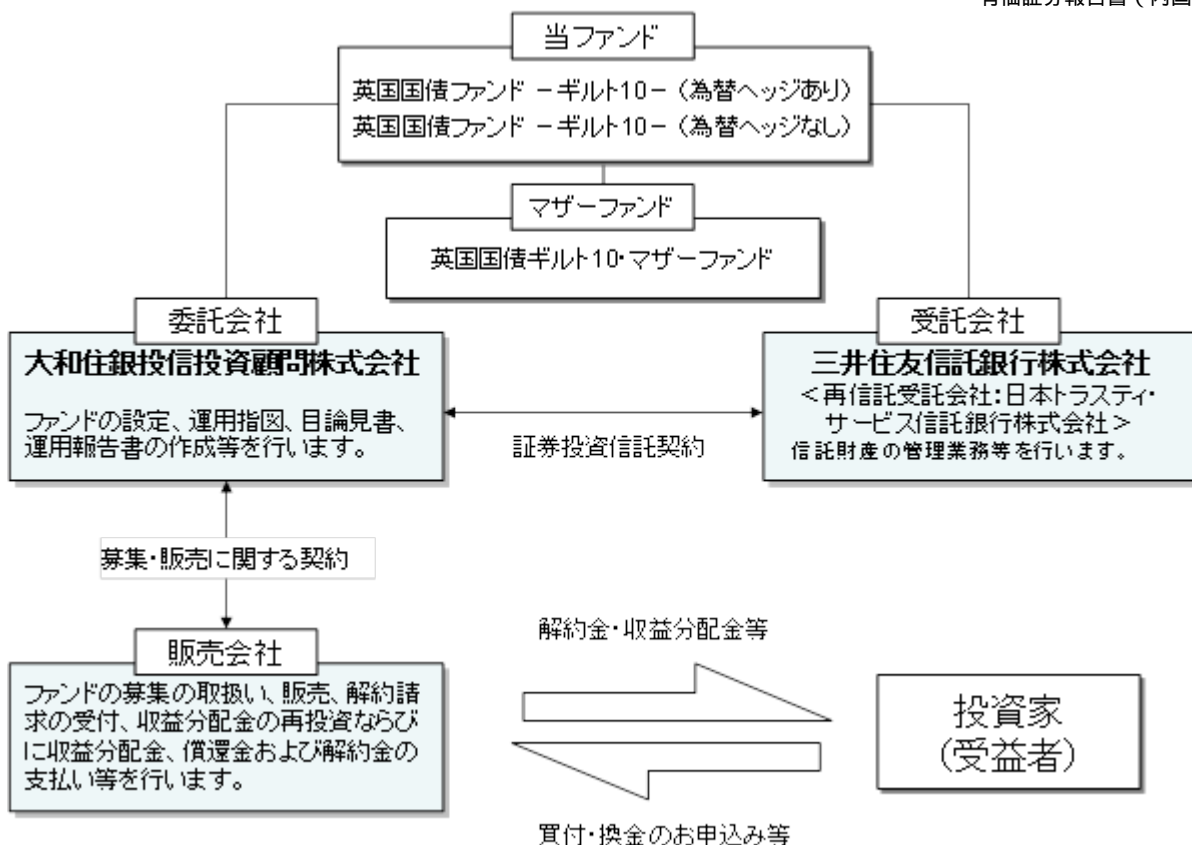 当ファンド
英国国債ファンド －ギルト10－（為替ヘッジあり）
英国国債ファンド －ギルト10－（為替ヘッジなし）
マザーファンド
英国国債ギルト10・マザーファンド
委託会社
大和住銀投信投資顧問株式会社
ファンドの設定、運用指図、目論見書、
運用報告書の作成等を行います。
証券投資信託契約
受託会社
三井住友信託銀行株式会社
＜再信託受託会社：日本トラスティ・
サービス信託銀行株式会社＞
信託財産の管理業務等を行います。
募集・販売に関する契約
販売会社
ファンドの募集の取扱い、販売、解約請
求の受付、収益分配金の再投資ならび
に収益分配金、償還金および解約金の
支払い等を行います。
解約金・収益分配金等
買付・換金のお申込み等
投資家
（受益者）